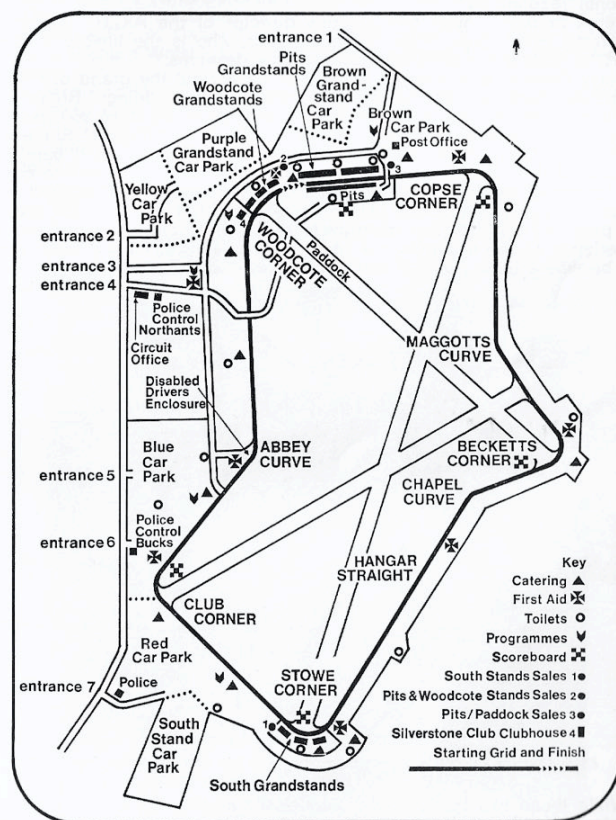 entrance 1
Pits
Grandstands
Woodcote
Grandstands
Brown
Grand-
stand
Car
Park
Brown
Car Park
Post Office
Purple
Grandstand
Car Park
2
3
Yellow
Car
Park
Pits
COPSE
CORNER
4
WOODCOTE
CORNER
Paddock
entrance 2
entrance 3
entrance 4
Police
Control
Northants
Circuit
Office
MAGGOTTS
CURVE
Disabled
Drivers
Enclosure
Blue
Car
Park
ABBEY
CURVE
BECKETTS
CORNER
entrance 5
CHAPEL
CURVE
Police
Control
Bucks
entrance 6
HANGAR
STRAIGHT
CLUB
CORNER
Red
Car Park
entrance 7
Police
STOWE
CORNER
1
South
Stand
Car
Park
South Grandstands
Key
Catering
First Aid
Toilets
Programmes
Scoreboard
South Stands Sales 1
Pits & Woodcote Stands Sales 2
Pits/Paddock Sales 3
Silverstone Club Clubhouse 4
Starting Grid and Finish